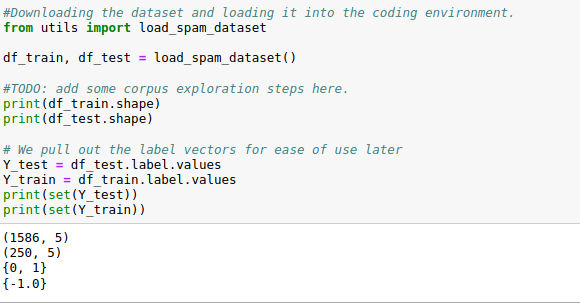 #Downloading the dataset and loading it into the coding environment.
from utils import load_spam_dataset
df_train, df_test = load_spam_dataset()
#TODO: add some corpus exploration steps here.
print(df_train.shape)
print(df_test.shape)
# We pull out the label vectors for ease of use later
Y_test = df_test.label.values
Y_train = df_train.label.values
print(set(Y_test))
print(set(Y_train))
(1586, 5)
(250, 5)
{0, 1}
{-1.0}